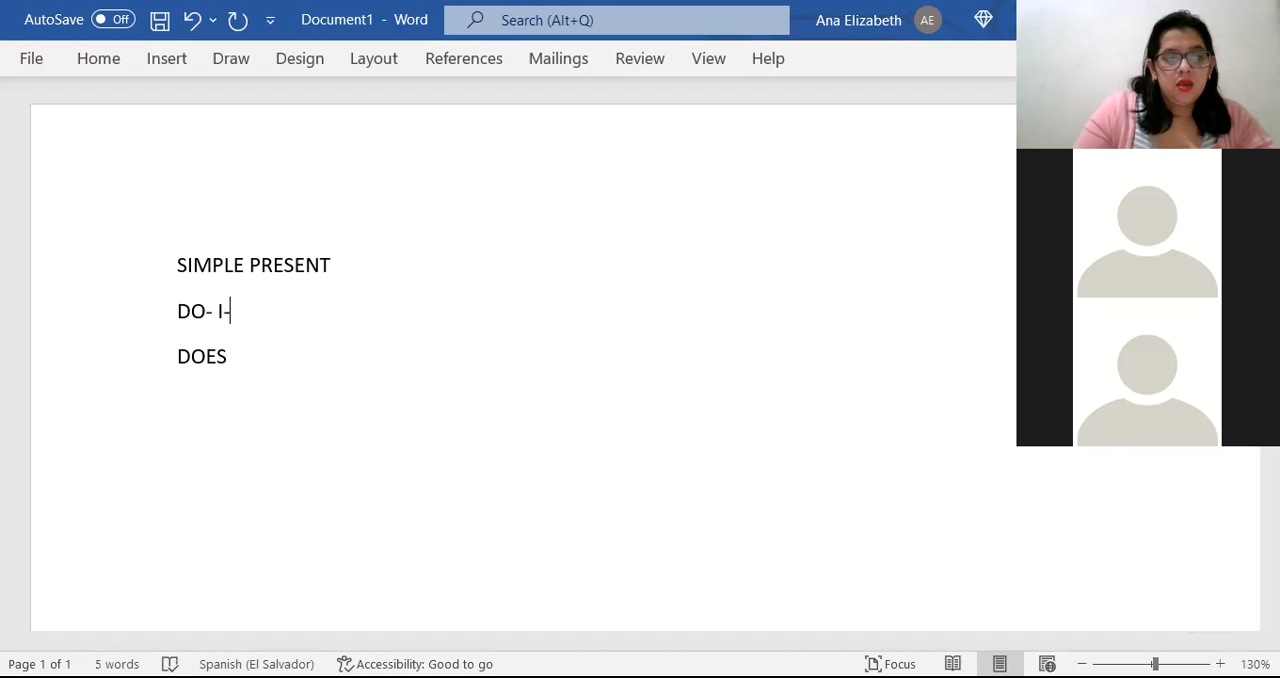 AutoSave Off Document1 - Word Search (Alt+Q) Ana Elizabeth AE
File Home Insert Draw Design Layout References Mailings Review View Help
SIMPLE PRESENT
DO- I-
DOES
Page 1 of 1 5 words Spanish (El Salvador) Accessibility: Good to go Focus 130%